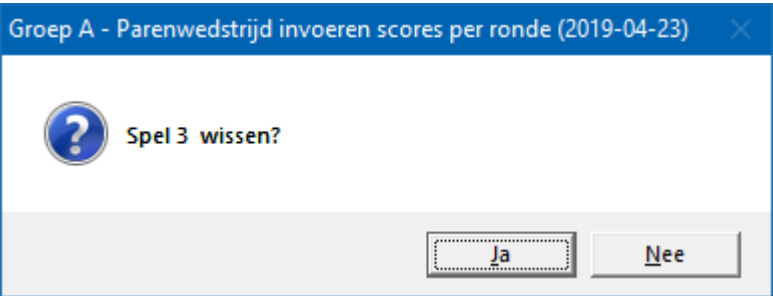 Groep A - Parenwedstrijd invoeren scores per ronde (2019-04-23)
Spel 3  wissen?
Ja
Nee